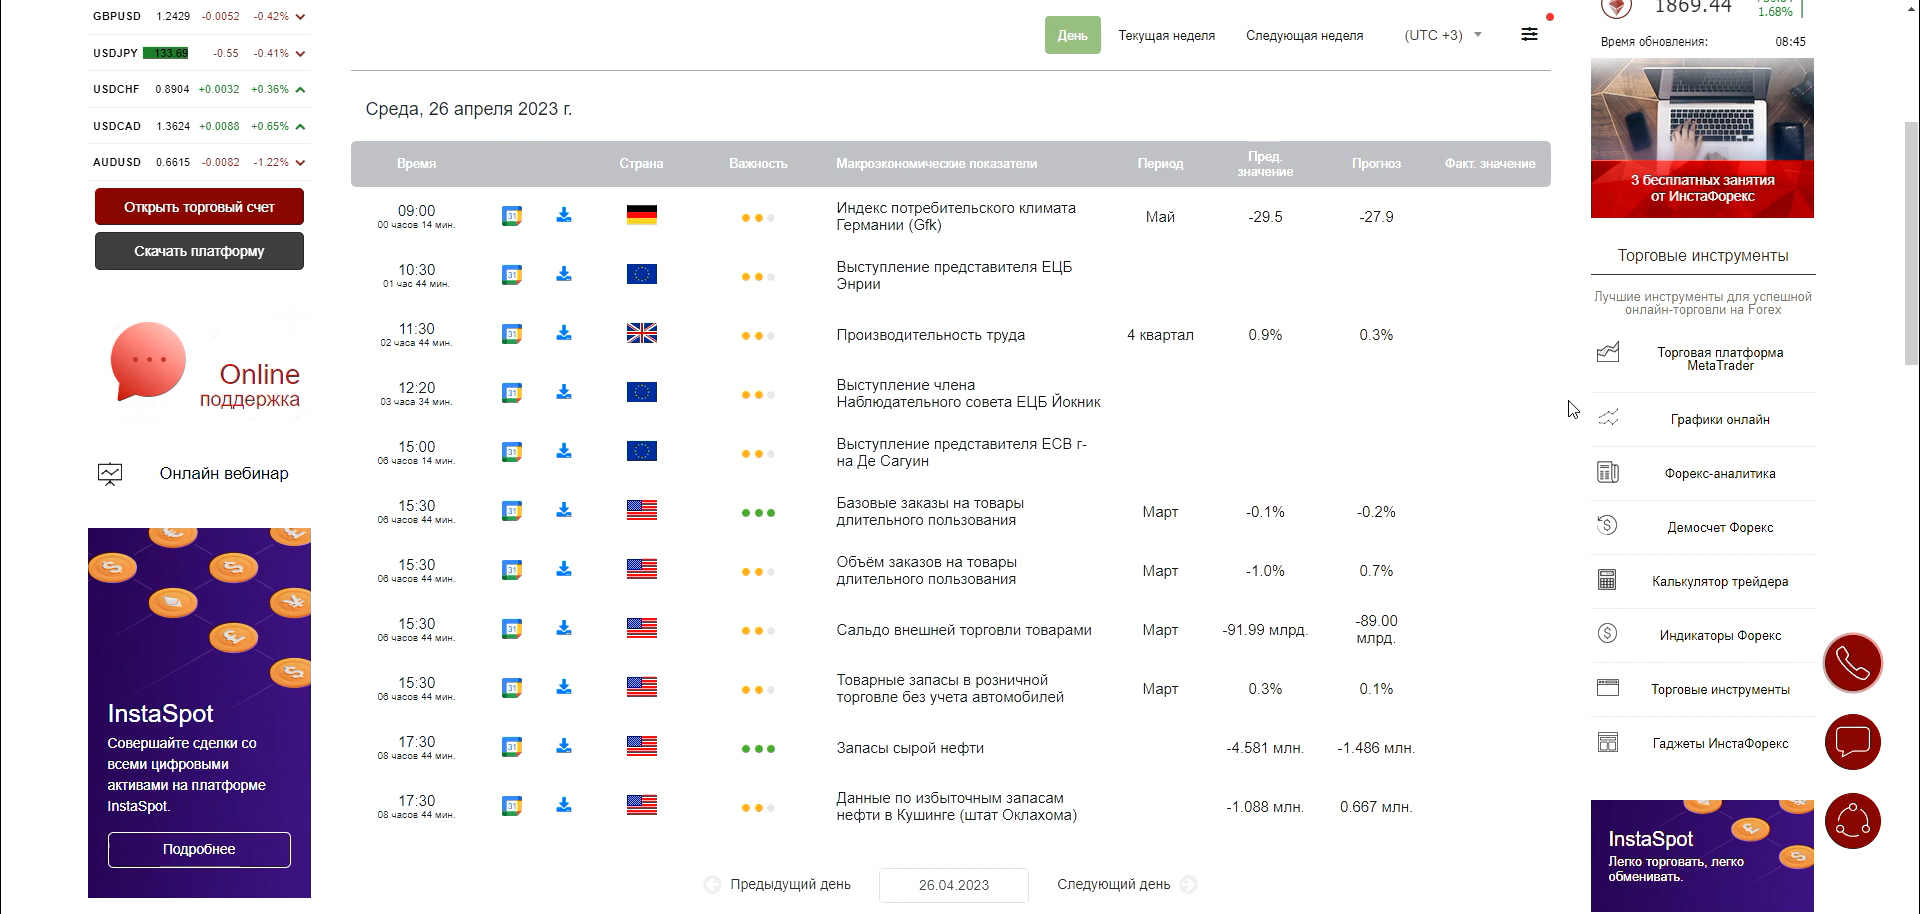 GBPUSD 1.2429 -0.0052 -0.42%
USDJPY 133.69 -0.55 -0.41%
USDCHF 0.8904 +0.0032 +0.36%
USDCAD 1.3624 +0.0088 +0.65%
AUDUSD 0.6615 -0.0082 -1.22%
Открыть торговый счет
Скачать платформу
Online
поддержка
Онлайн вебинар
InstaSpot
Совершайте сделки со
всеми цифровыми
активами на платформе
InstaSpot.
Подробнее
День Текущая неделя Следующая неделя (UTC +3)
Среда, 26 апреля 2023 г.
Время Страна Важность Макроэкономические показатели Период Пред. значение Прогноз Факт. значение
09:00 Индекс потребительского климата Май -29.5 -27.9
00 часов 14 мин. Германии (Gfk)
10:30 Выступление представителя ЕЦБ
01 час 44 мин. Энрии
11:30 Производительность труда 4 квартал 0.9% 0.3%
02 часа 44 мин.
12:20 Выступление члена
03 часа 34 мин. Наблюдательного совета ЕЦБ Йокник
15:00 Выступление представителя ЕСВ г-
06 часов 14 мин. на Де Сагуин
15:30 Базовые заказы на товары Март -0.1% -0.2%
06 часов 44 мин. длительного пользования
15:30 Объём заказов на товары Март -1.0% 0.7%
06 часов 44 мин. длительного пользования
15:30 Сальдо внешней торговли товарами Март -91.99 млрд. -89.00
06 часов 44 мин. млрд.
15:30 Товарные запасы в розничной Март 0.3% 0.1%
06 часов 44 мин. торговле без учета автомобилей
17:30 Запасы сырой нефти -4.581 млн. -1.486 млн.
08 часов 44 мин.
17:30 Данные по избыточным запасам -1.088 млн. 0.667 млн.
08 часов 44 мин. нефти в Кушинге (штат Оклахома)
Предыдущий день 26.04.2023 Следующий день
1869.44
1.68%
Время обновления: 08:45
3 бесплатных занятия
от ИнстаФорекс
Торговые инструменты
Лучшие инструменты для успешной
онлайн-торговли на Forex
Торговая платформа
MetaTrader
Графики онлайн
Форекс-аналитика
Демосчет Форекс
Калькулятор трейдера
Индикаторы Форекс
Торговые инструменты
Гаджеты ИнстаФорекс
InstaSpot
Легко торговать, легко
обменивать.